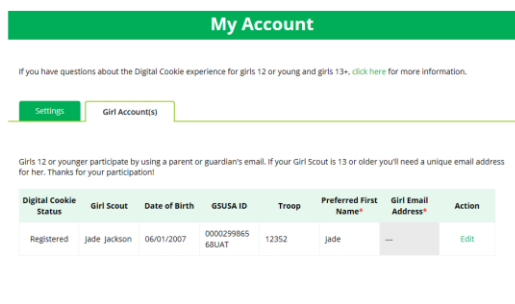 My Account
If you have questions about the Digital Cookie experience for girls 12 or young and girls 13+, click here for more information.
Settings
Girl Account(s)
Girls 12 or younger participate by using a parent or guardian's email. If your Girl Scout is 13 or older you'll need a unique email address
for her. Thanks for your participation!
Digital Cookie Status Girl Scout Date of Birth GSUSA ID Troop Preferred First Name* Girl Email Address* Action
Registered Jade Jackson 06/01/2007 0000299865 68UAT 12352 Jade --- Edit